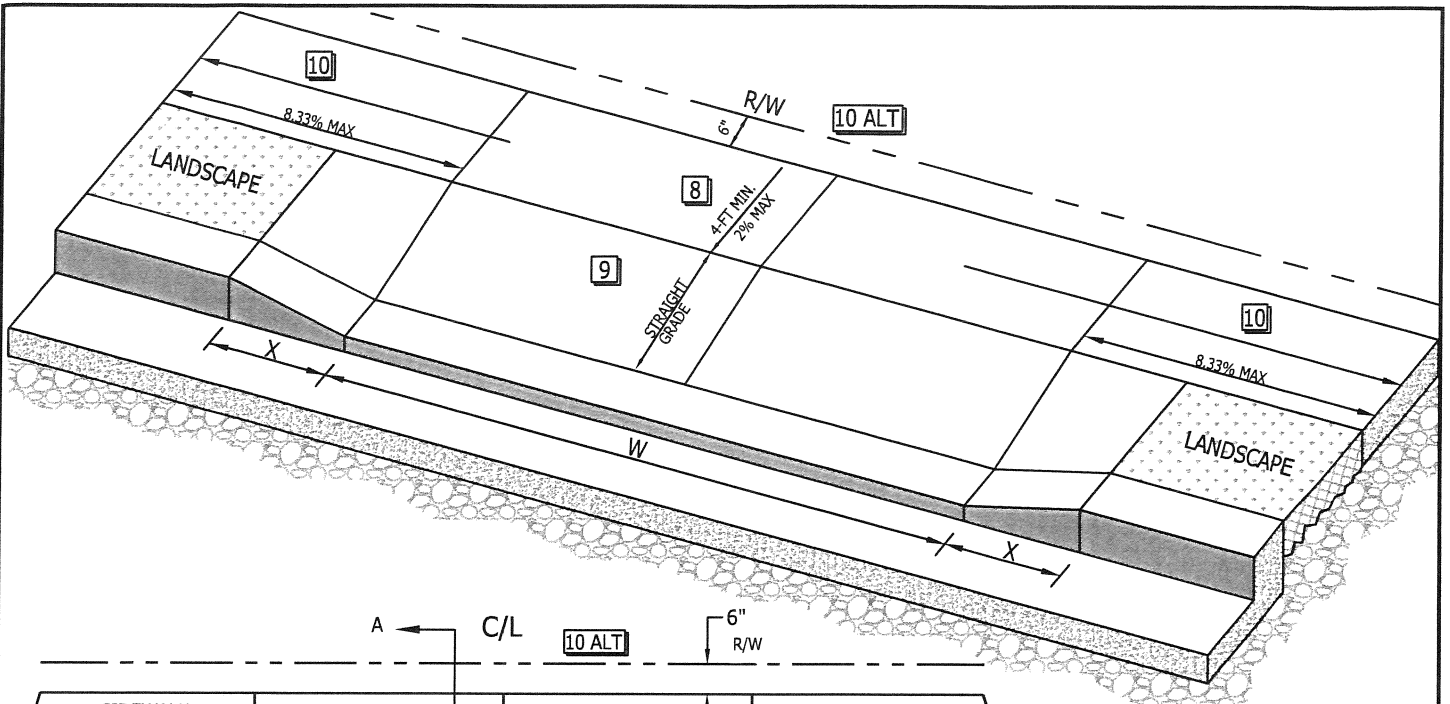 10
8.33% MAX
LANDSCAPE
R/W
6"
10 ALT
8
4-FT MIN.
2% MAX
9
STRAIGHT
GRADE
10
8.33% MAX
LANDSCAPE
X
W
X
A
C/L
10 ALT
6"
R/W